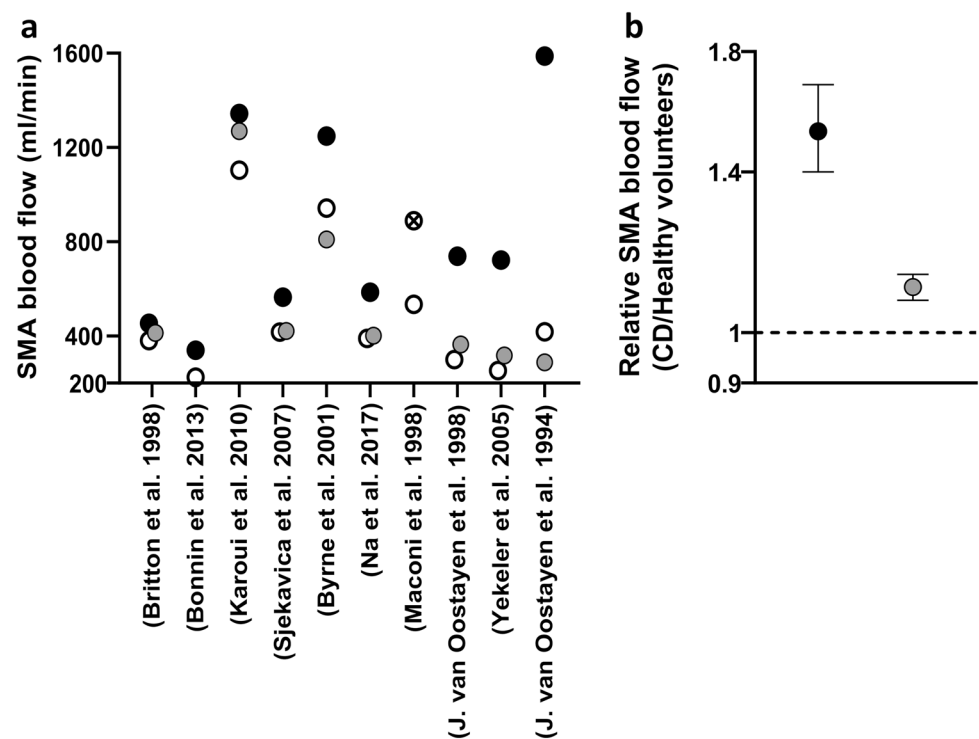 a
SMA blood flow (ml/min)
1600
1200
800
400
200
(Britton et al. 1998)
(Bonnin et al. 2013)
(Karoui et al. 2010)
(Sjekavica et al. 2007)
(Byrne et al. 2001)
(Na et al. 2017)
(Maconi et al. 1998)
(J. van Oostayen et al. 1998)
(Yekeler et al. 2005)
(J. van Oostayen et al. 1994)
b
Relative SMA blood flow
(CD/Healthy volunteers)
1.8
1.4
1
0.9